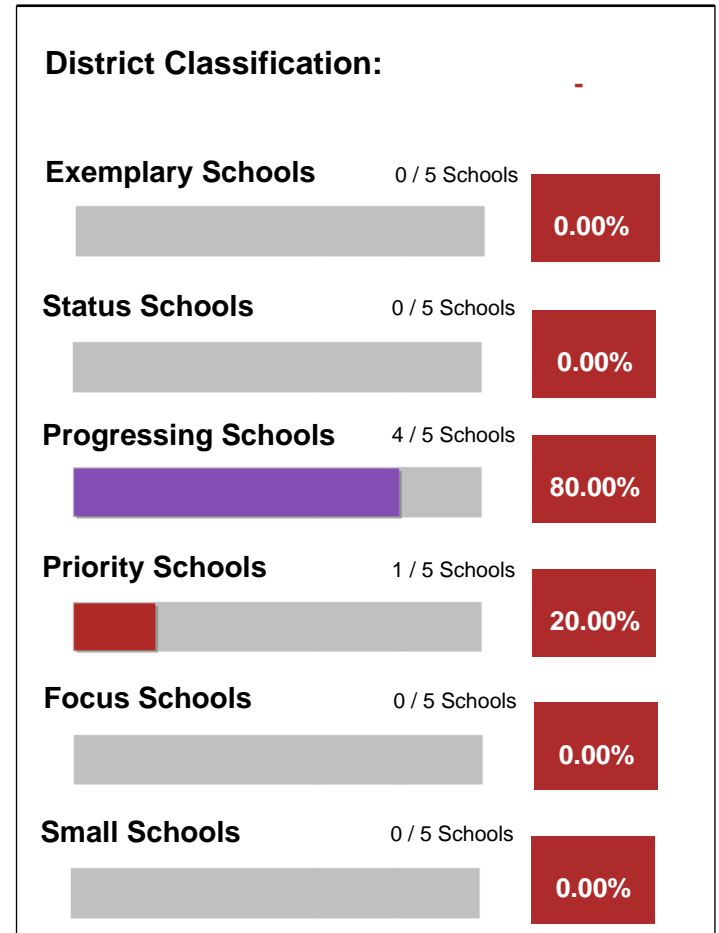 District Classification: -
Exemplary Schools 0 / 5 Schools
0.00%
Status Schools 0 / 5 Schools
0.00%
Progressing Schools 4 / 5 Schools
80.00%
Priority Schools 1 / 5 Schools
20.00%
Focus Schools 0 / 5 Schools
0.00%
Small Schools 0 / 5 Schools
0.00%